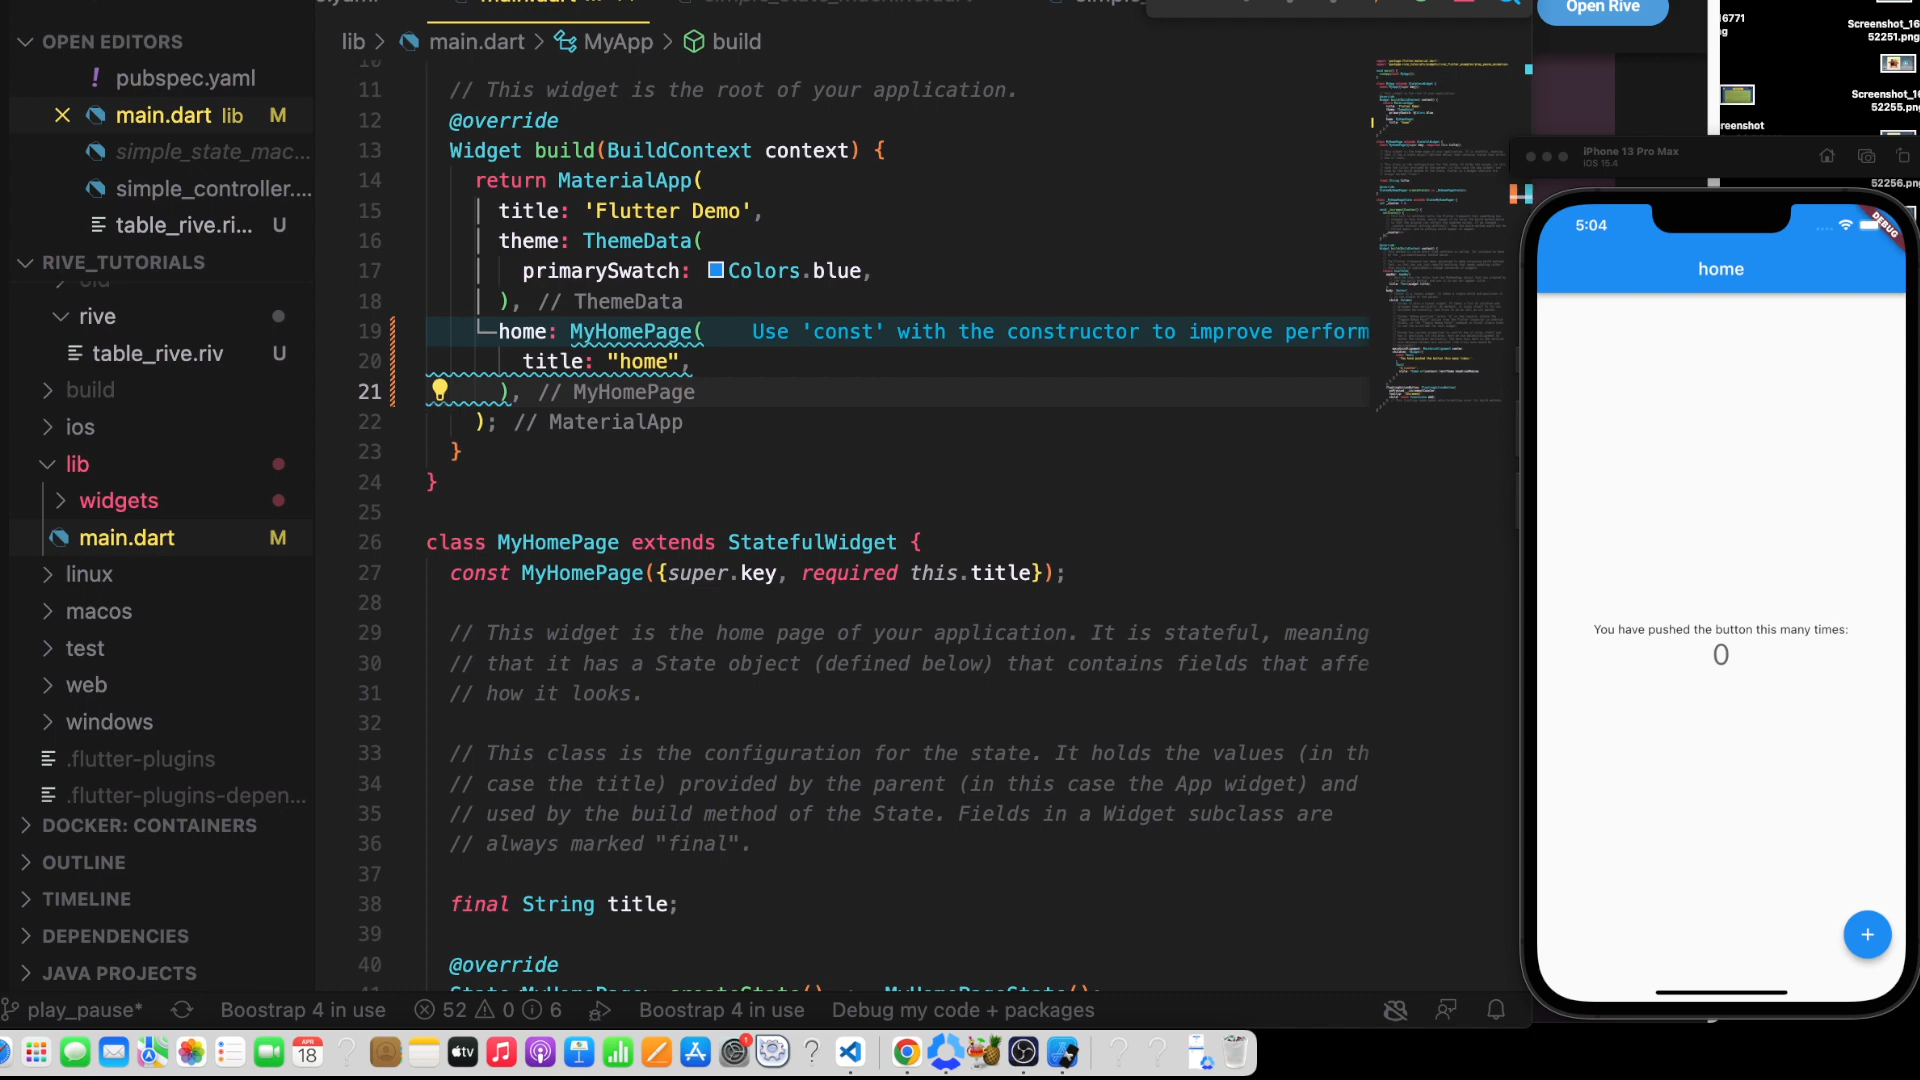 OPEN EDITORS
! pubspec.yaml
main.dart lib M
simple_state_mac...
simple_controller....
table_rive.ri... U
RIVE_TUTORIALS
rive
table_rive.riv U
build
ios
lib
widgets
main.dart M
linux
macos
test
web
windows
.flutter-plugins
.flutter-plugins-depen...
DOCKER: CONTAINERS
OUTLINE
TIMELINE
DEPENDENCIES
JAVA PROJECTS
lib > main.dart > MyApp > build
11 // This widget is the root of your application.
12 @override
13 Widget build(BuildContext context) {
14 return MaterialApp(
15 title: 'Flutter Demo',
16 theme: ThemeData(
17 primarySwatch: Colors.blue,
18 ), // ThemeData
19 home: MyHomePage( Use 'const' with the constructor to improve perform
20 title: "home",
21 ), // MyHomePage
22 ); // MaterialApp
23 }
24 }
25
26 class MyHomePage extends StatefulWidget {
27 const MyHomePage({super.key, required this.title});
28
29 // This widget is the home page of your application. It is stateful, meaning
30 // that it has a State object (defined below) that contains fields that affe
31 // how it looks.
32
33 // This class is the configuration for the state. It holds the values (in th
34 // case the title) provided by the parent (in this case the App widget) and
35 // used by the build method of the State. Fields in a Widget subclass are
36 // always marked "final".
37
38 final String title;
39
40 @override
play_pause* Boostrap 4 in use 52 0 6 Boostrap 4 in use Debug my code + packages
Open Rive
Screenshot_16
52251.png
Screenshot_16
52255.png
52256.png
iPhone 13 Pro Max
iOS 15.4
5:04
DEBUG
home
You have pushed the button this many times:
0
+
APR
18
tv
1